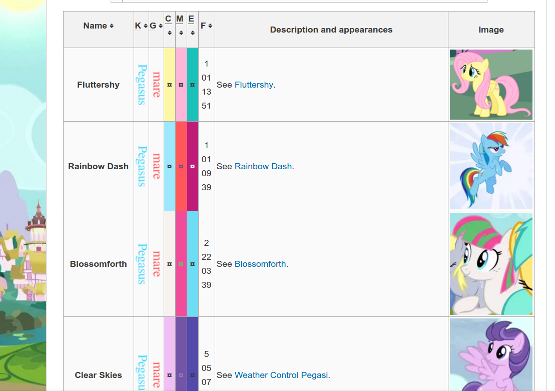 Name K G C M E F Description and appearances Image
Fluttershy Pegasus mare ¤ ¤ ¤ 1 01 13 51 See Fluttershy.
Rainbow Dash Pegasus mare ¤ ¤ ¤ 1 01 09 39 See Rainbow Dash.
Blossomforth Pegasus mare ¤ ¤ ¤ 2 22 03 39 See Blossomforth.
Clear Skies Pegasu mare ¤ ¤ ¤ 5 05 07 See Weather Control Pegasi.